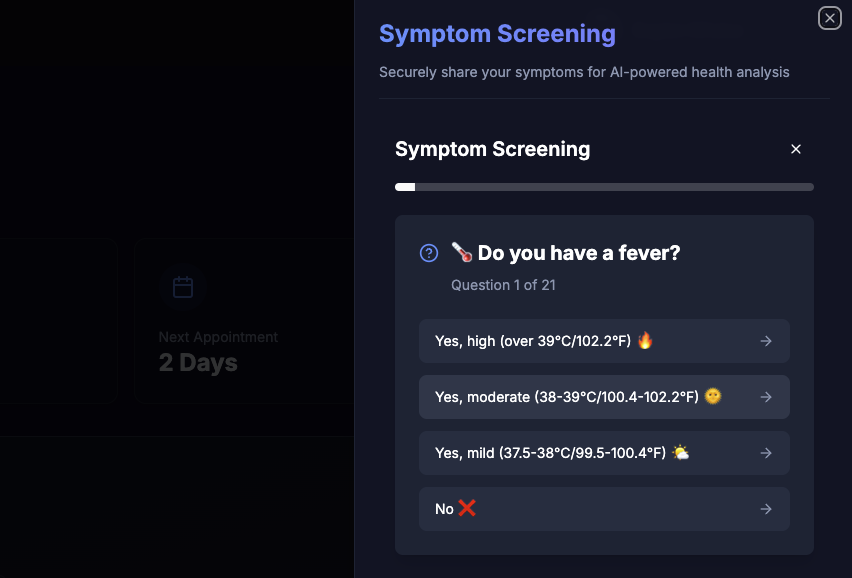 Symptom Screening
Securely share your symptoms for AI-powered health analysis
Symptom Screening
🌡️ Do you have a fever?
Question 1 of 21
Yes, high (over 39°C/102.2°F) 🔥
Yes, moderate (38-39°C/100.4-102.2°F) 🌞
Yes, mild (37.5-38°C/99.5-100.4°F) 🌤️
No ❌
Next Appointment
2 Days